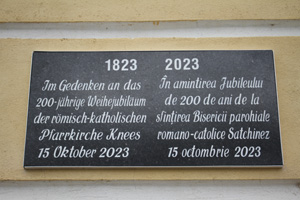 1823 2023
Im Gedenken an das
200-jährige Weihejubiläum
der römisch-katholischen
Pfarrkirche Knees
15 Oktober 2023
În amintirea Jubileului
de 200 de ani de la
sfințirea Bisericii parohiale
romano-catolice Satchinez
15 octombrie 2023